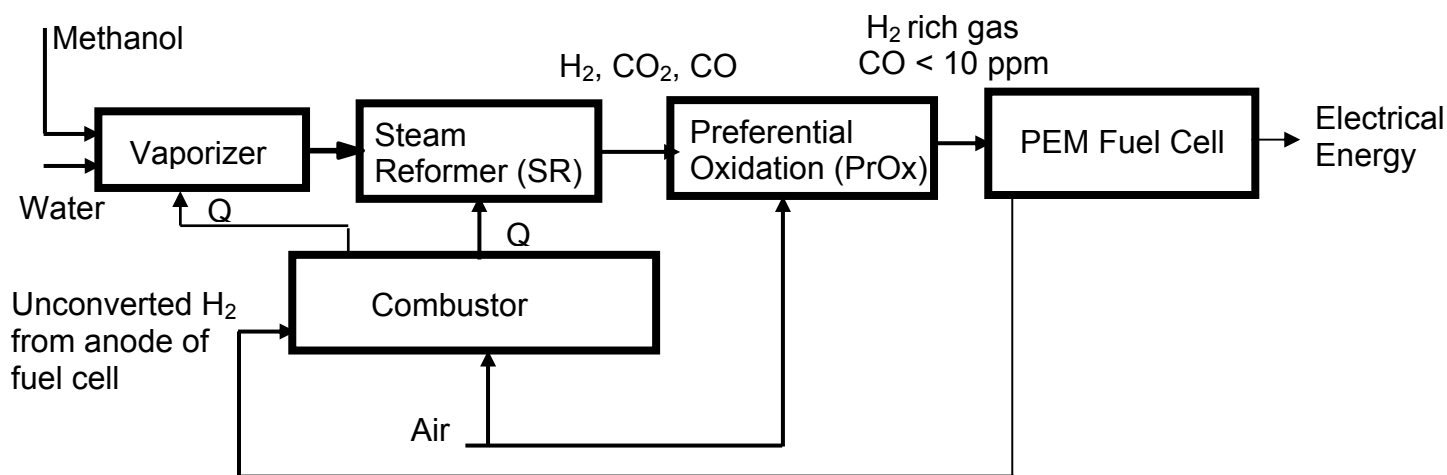 Methanol
H₂, CO₂, CO
H₂ rich gas
CO < 10 ppm
Vaporizer
Steam
Reformer (SR)
Preferential
Oxidation (PrOx)
PEM Fuel Cell
Electrical
Energy
Water
Q
Q
Unconverted H₂
from anode of
fuel cell
Combustor
Air